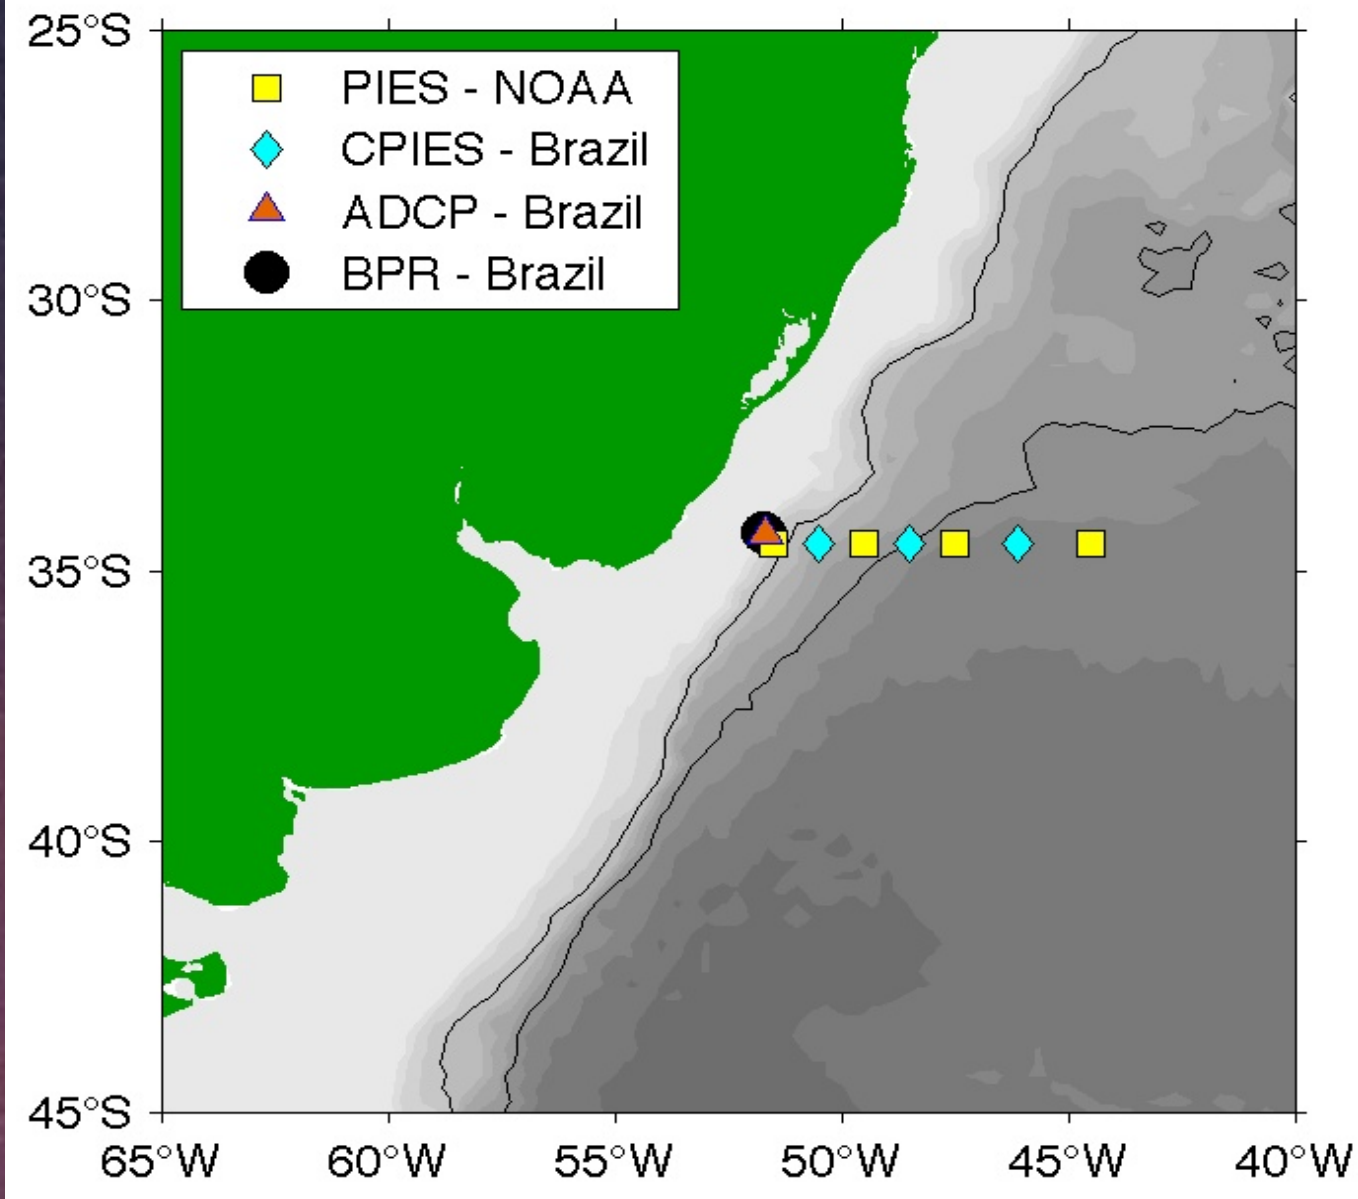 25°S
PIES - NOAA
CPIES - Brazil
ADCP - Brazil
BPR - Brazil
30°S
35°S
40°S
45°S
65°W 60°W 55°W 50°W 45°W 40°W